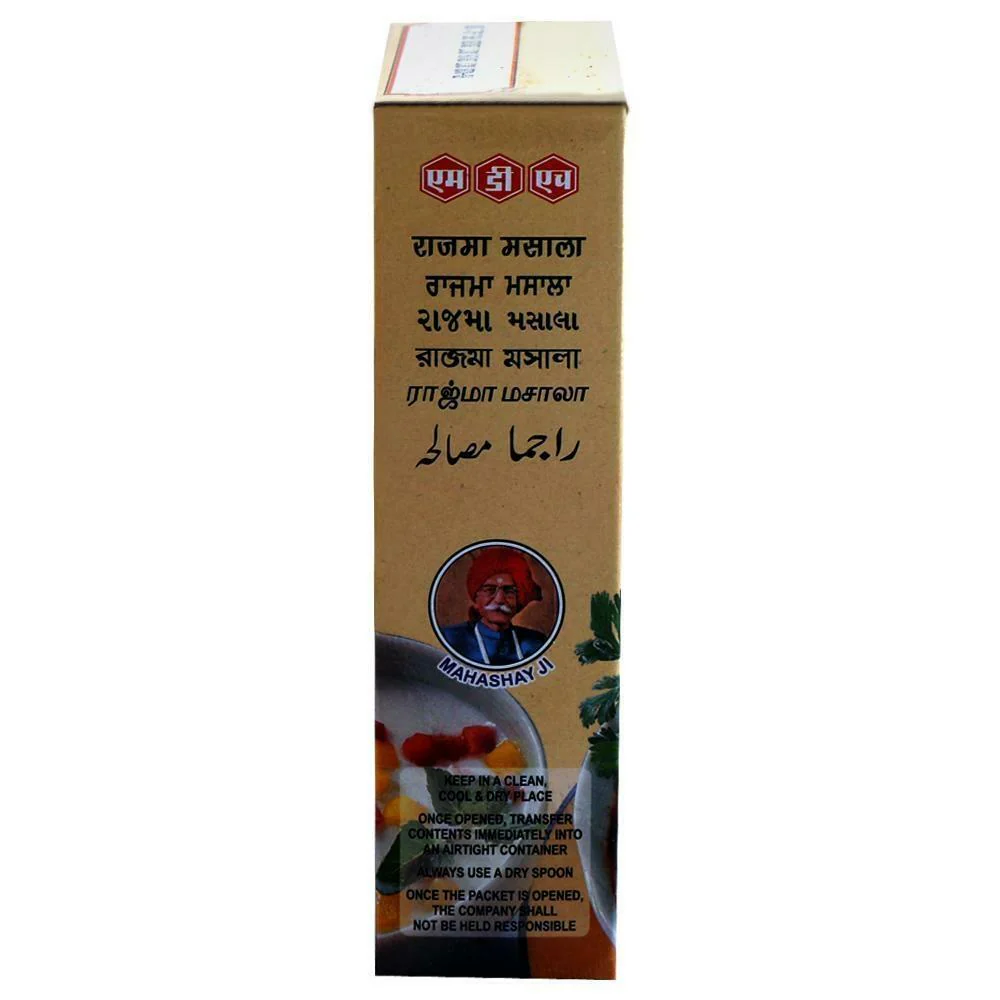 एम डी एच
राजमा मसाला
ਰਾਜਮਾ ਮਸਾਲਾ
રાજમા મસાલા
রাজমা মসালা
ராஜ்மா மசாலா
راجما مصالحہ
MAHASHAY JI
KEEP IN A CLEAN,
COOL & DRY PLACE
ONCE OPENED, TRANSFER
CONTENTS IMMEDIATELY INTO
AN AIRTIGHT CONTAINER
ALWAYS USE A DRY SPOON
ONCE THE PACKET IS OPENED,
THE COMPANY SHALL
NOT BE HELD RESPONSIBLE